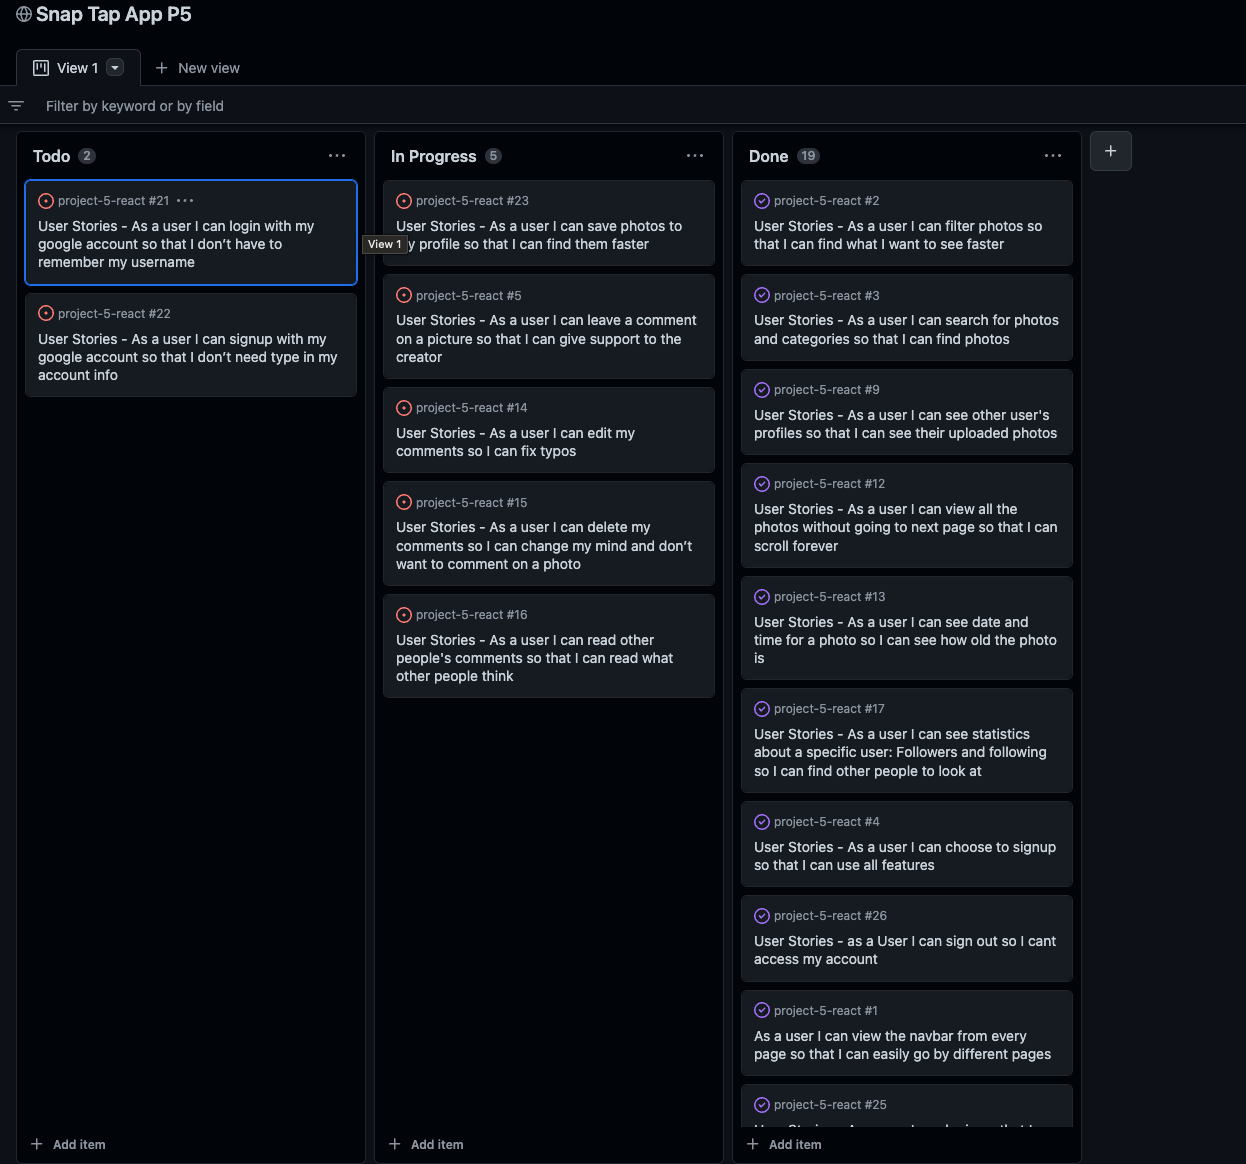 Snap Tap App P5
View 1
New view
Filter by keyword or by field
Todo 2
project-5-react #21
User Stories - As a user I can login with my
google account so that I don’t have to
remember my username
project-5-react #22
User Stories - As a user I can signup with my
google account so that I don’t need type in my
account info
Add item
View 1
In Progress 5
project-5-react #23
User Stories - As a user I can save photos to
profile so that I can find them faster
project-5-react #5
User Stories - As a user I can leave a comment
on a picture so that I can give support to the
creator
project-5-react #14
User Stories - As a user I can edit my
comments so I can fix typos
project-5-react #15
User Stories - As a user I can delete my
comments so I can change my mind and don’t
want to comment on a photo
project-5-react #16
User Stories - As a user I can read other
people's comments so that I can read what
other people think
Add item
Done 19
project-5-react #2
User Stories - As a user I can filter photos so
that I can find what I want to see faster
project-5-react #3
User Stories - As a user I can search for photos
and categories so that I can find photos
project-5-react #9
User Stories - As a user I can see other user's
profiles so that I can see their uploaded photos
project-5-react #12
User Stories - As a user I can view all the
photos without going to next page so that I can
scroll forever
project-5-react #13
User Stories - As a user I can see date and
time for a photo so I can see how old the photo
is
project-5-react #17
User Stories - As a user I can see statistics
about a specific user: Followers and following
so I can find other people to look at
project-5-react #4
User Stories - As a user I can choose to signup
so that I can use all features
project-5-react #26
User Stories - as a User I can sign out so I cant
access my account
project-5-react #1
As a user I can view the navbar from every
page so that I can easily go by different pages
project-5-react #25
Add item